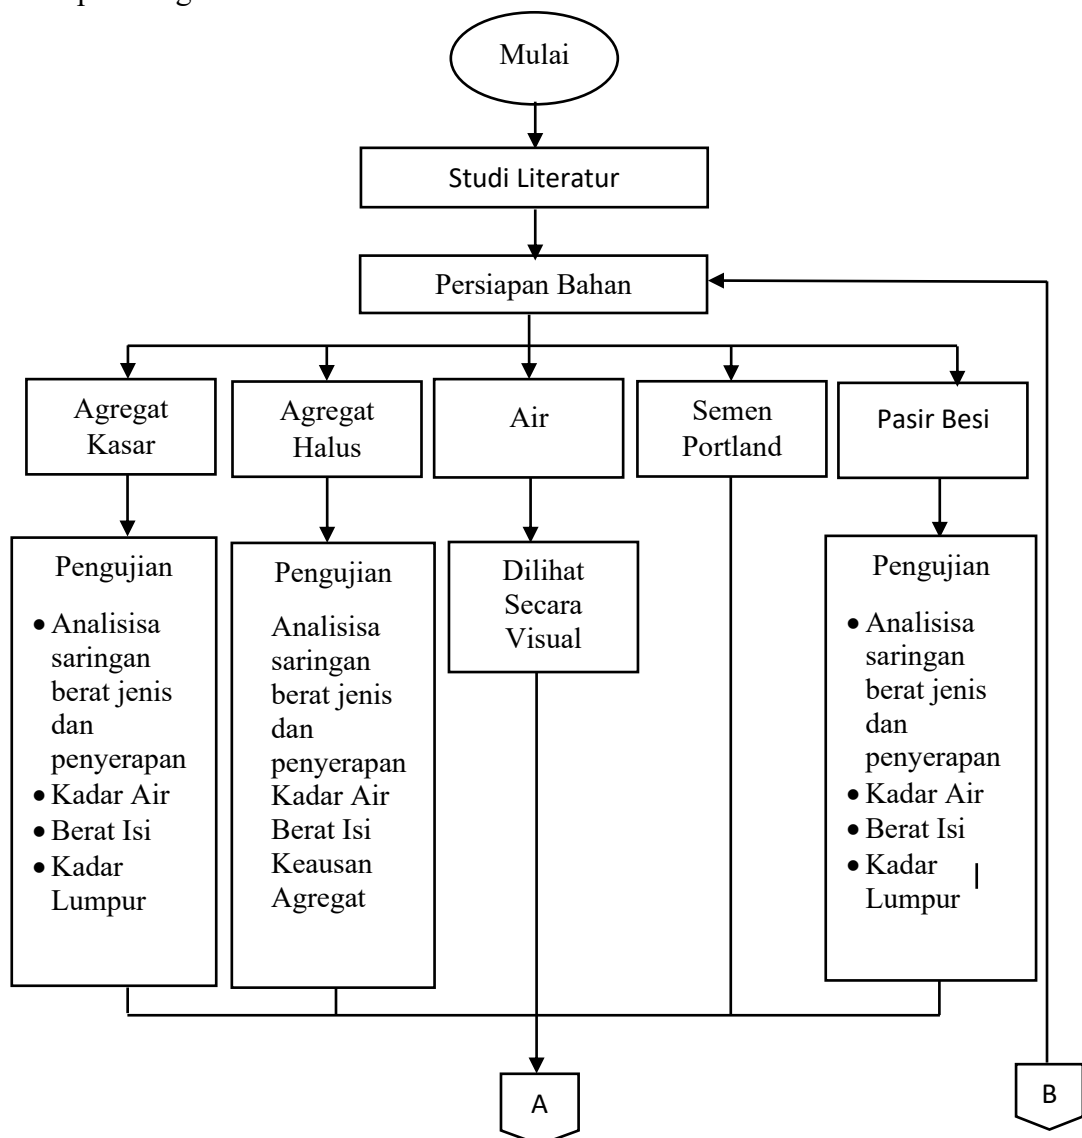 Mulai
Studi Literatur
Persiapan Bahan
Agregat
Kasar
Agregat
Halus
Air
Semen
Portland
Pasir Besi
Pengujian
• Analisisa
saringan
berat jenis
dan
penyerapan
• Kadar Air
• Berat Isi
• Kadar
Lumpur
Pengujian
Analisisa
saringan
berat jenis
dan
penyerapan
Kadar Air
Berat Isi
Keausan
Agregat
Dilihat
Secara
Visual
Pengujian
• Analisisa
saringan
berat jenis
dan
penyerapan
• Kadar Air
• Berat Isi
• Kadar
Lumpur
A
B